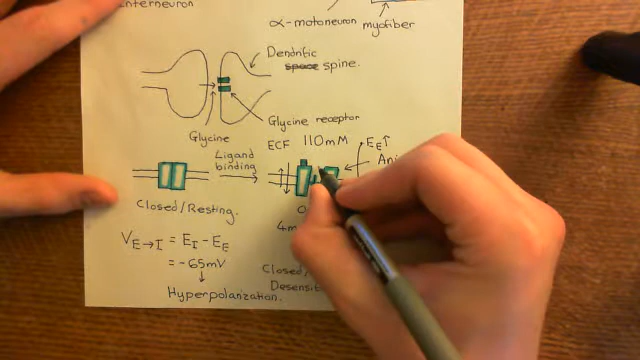 interneuron
α-motoneuron
myofiber
Dendritic
space spine.
Glycine receptor
Glycine
ECF 110mM
E_E↑
Ligand
binding
Closed/Resting.
V_E→I = E_I - E_E
= -65mV
Hyperpolarization.
Closed/